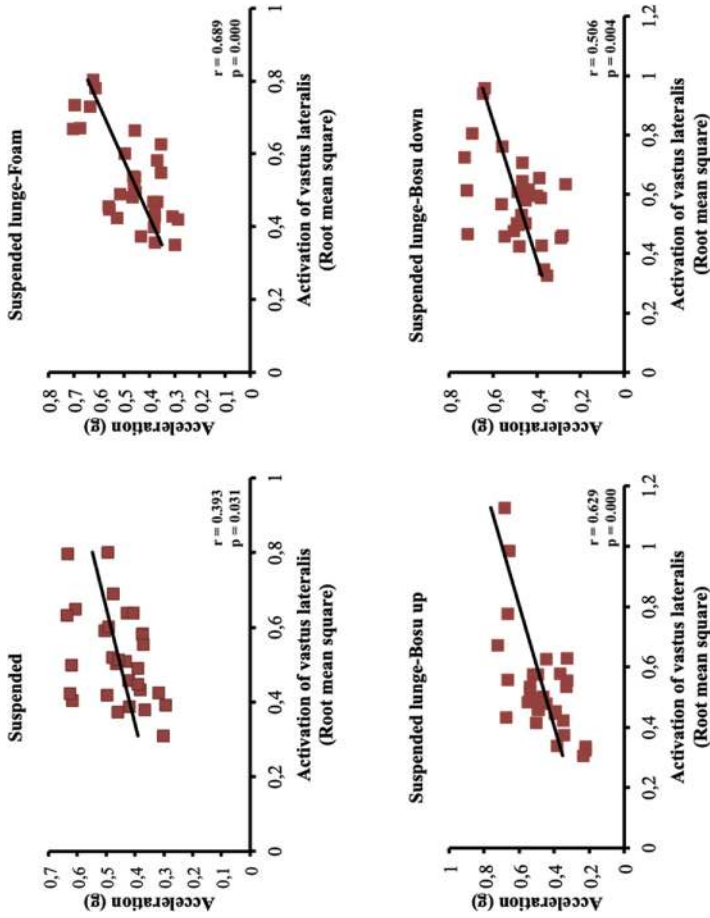 Suspended
Acceleration (g)
0,7
0,6
0,5
0,4
0,3
0,2
0,1
0
0
0,2
0,4
0,6
0,8
1
r = 0.393
p = 0.031
Activation of vastus lateralis
(Root mean square)
Suspended lunge-Foam
Acceleration (g)
0,8
0,7
0,6
0,5
0,4
0,3
0,2
0,1
0
0
0,2
0,4
0,6
0,8
1
r = 0.689
p = 0.000
Activation of vastus lateralis
(Root mean square)
Suspended lunge-Bosu up
Acceleration (g)
1
0,8
0,6
0,4
0,2
0
0
0,2
0,4
0,6
0,8
1
1,2
r = 0.629
p = 0.000
Activation of vastus lateralis
(Root mean square)
Suspended lunge-Bosu down
Acceleration (g)
0,8
0,6
0,4
0,2
0
0
0,2
0,4
0,6
0,8
1
1,2
r = 0.506
p = 0.004
Activation of vastus lateralis
(Root mean square)